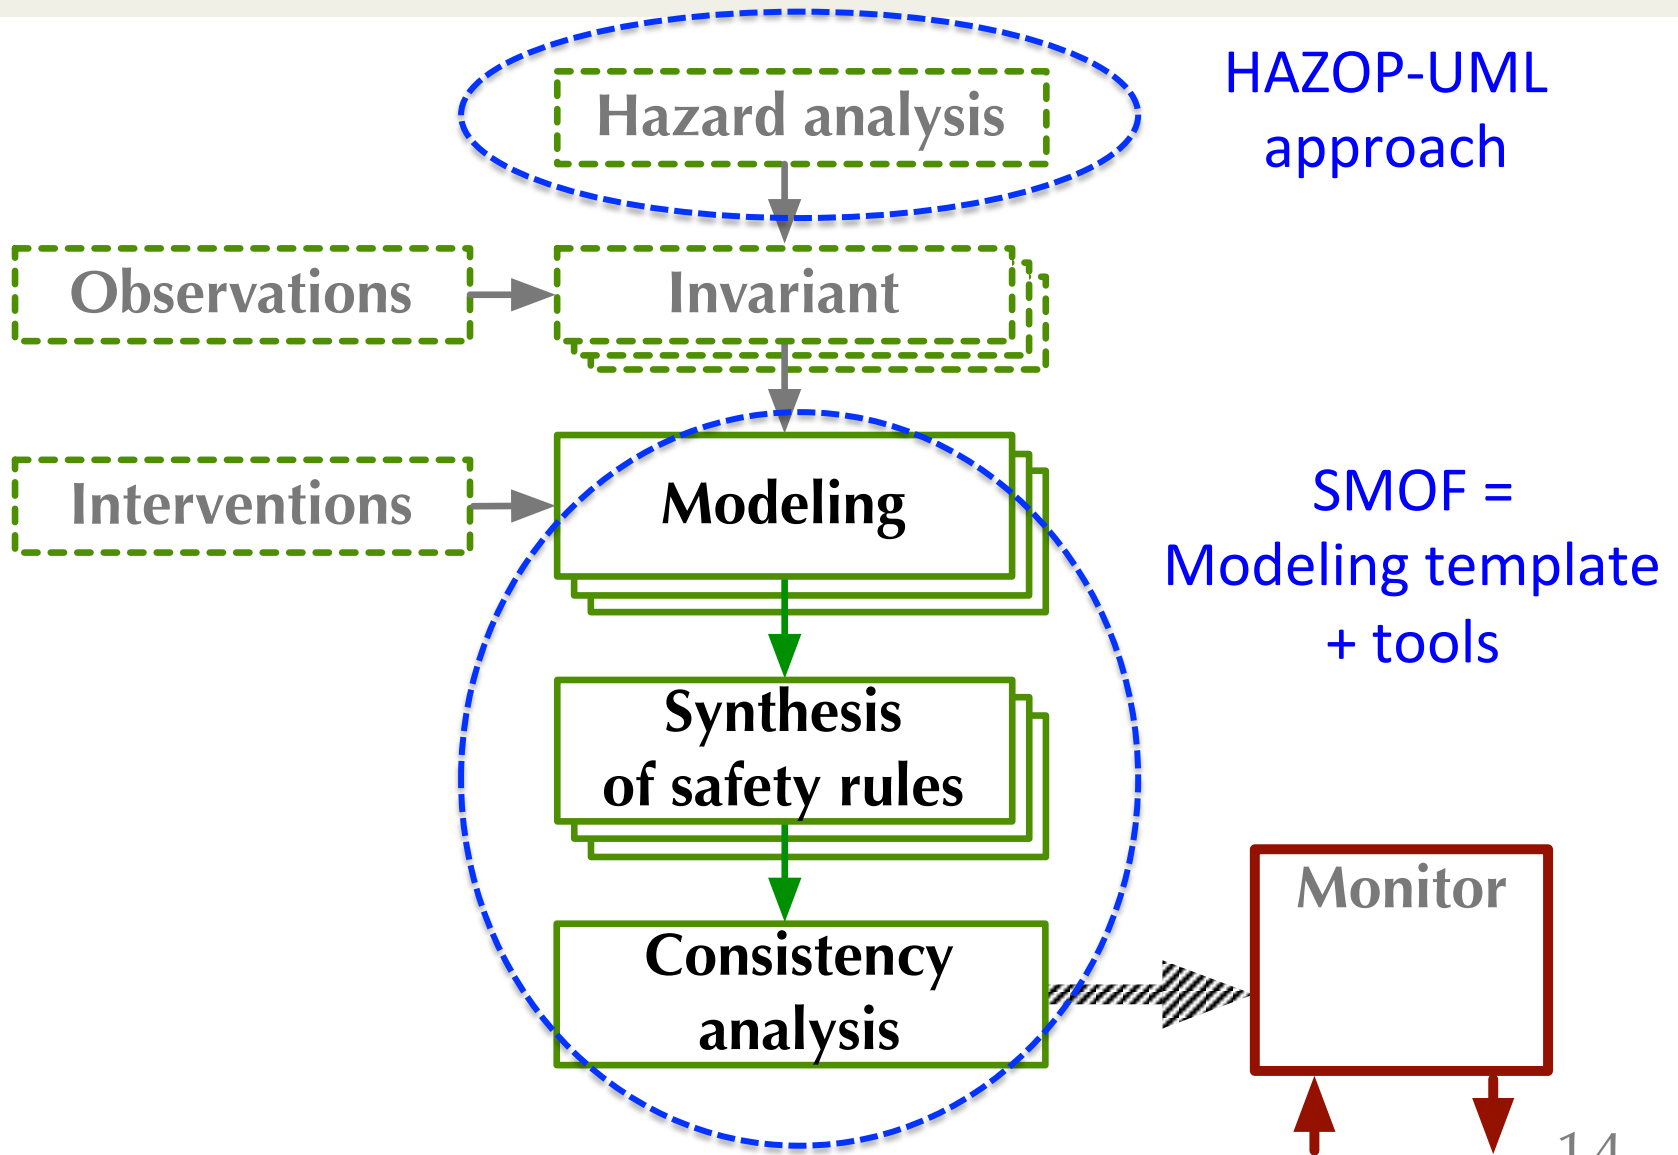 HAZOP-UML
approach
Hazard analysis
Observations
Invariant
Interventions
Modeling
SMOF =
Modeling template
+ tools
Synthesis
of safety rules
Consistency
analysis
Monitor
14